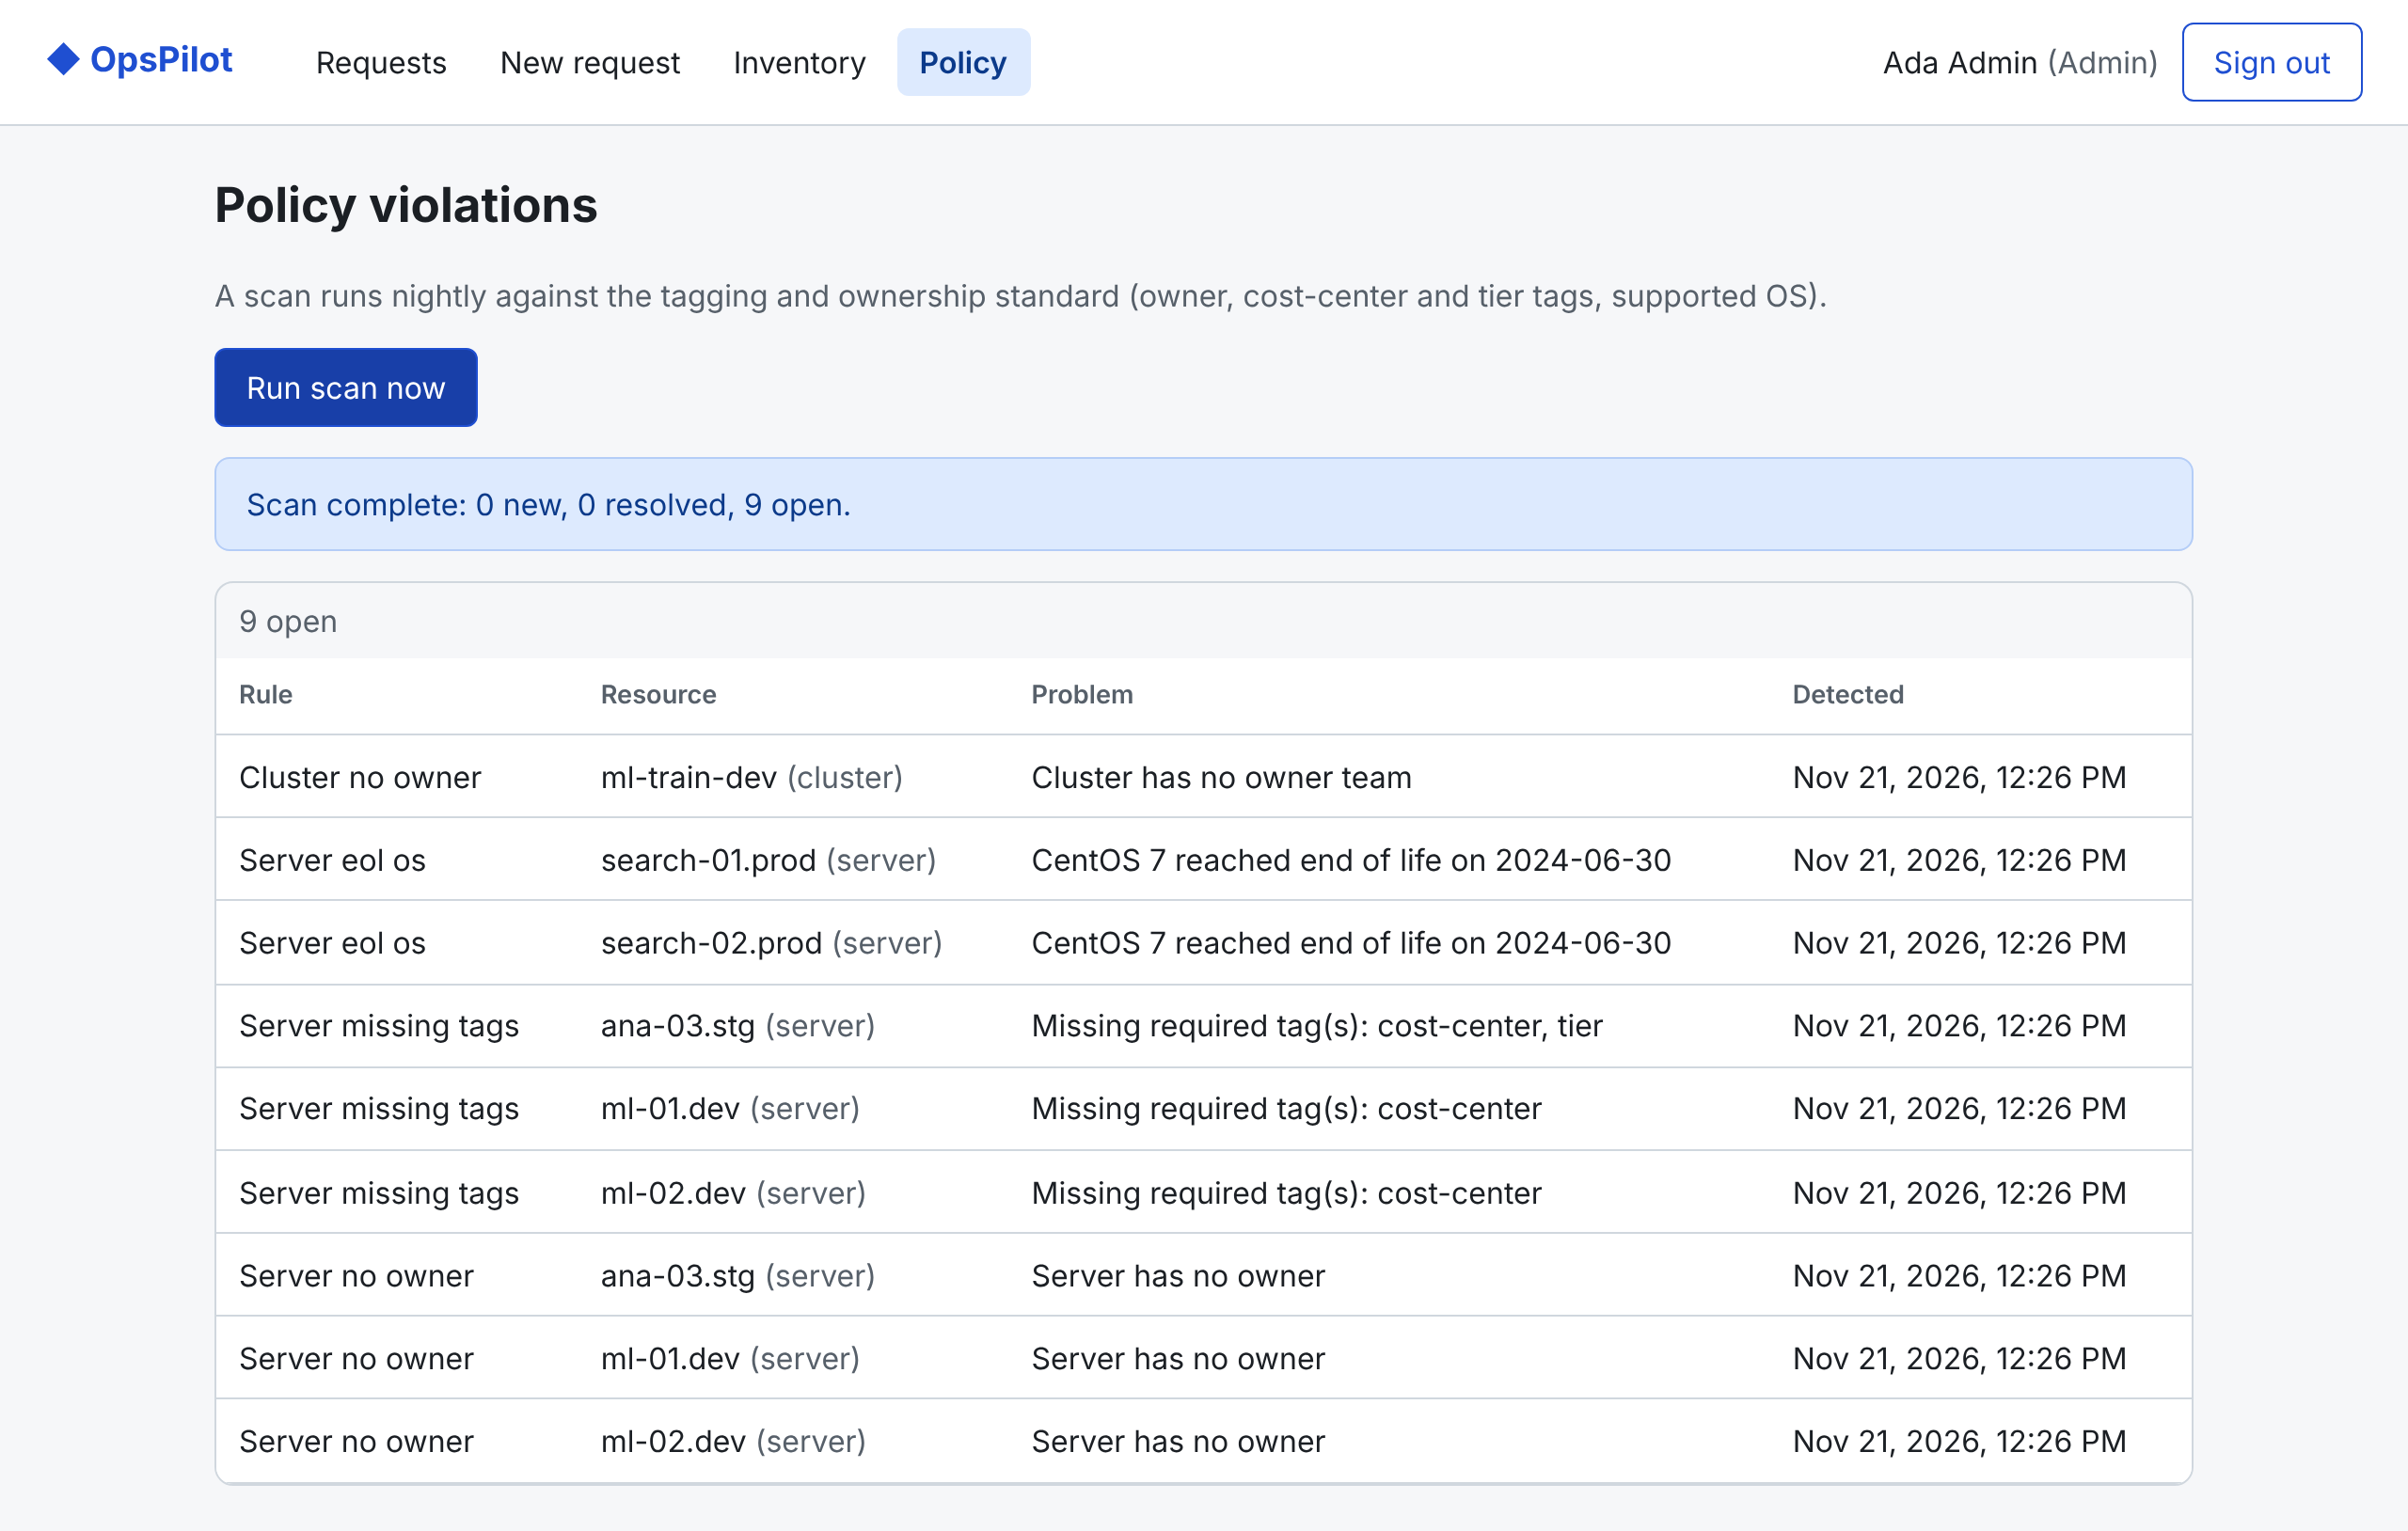 OpsPilot Requests New request Inventory Policy Ada Admin (Admin) Sign out
Policy violations
A scan runs nightly against the tagging and ownership standard (owner, cost-center and tier tags, supported OS).
Run scan now
Scan complete: 0 new, 0 resolved, 9 open.
9 open
Rule Resource Problem Detected
Cluster no owner ml-train-dev (cluster) Cluster has no owner team Nov 21, 2026, 12:26 PM
Server eol os search-01.prod (server) CentOS 7 reached end of life on 2024-06-30 Nov 21, 2026, 12:26 PM
Server eol os search-02.prod (server) CentOS 7 reached end of life on 2024-06-30 Nov 21, 2026, 12:26 PM
Server missing tags ana-03.stg (server) Missing required tag(s): cost-center, tier Nov 21, 2026, 12:26 PM
Server missing tags ml-01.dev (server) Missing required tag(s): cost-center Nov 21, 2026, 12:26 PM
Server missing tags ml-02.dev (server) Missing required tag(s): cost-center Nov 21, 2026, 12:26 PM
Server no owner ana-03.stg (server) Server has no owner Nov 21, 2026, 12:26 PM
Server no owner ml-01.dev (server) Server has no owner Nov 21, 2026, 12:26 PM
Server no owner ml-02.dev (server) Server has no owner Nov 21, 2026, 12:26 PM